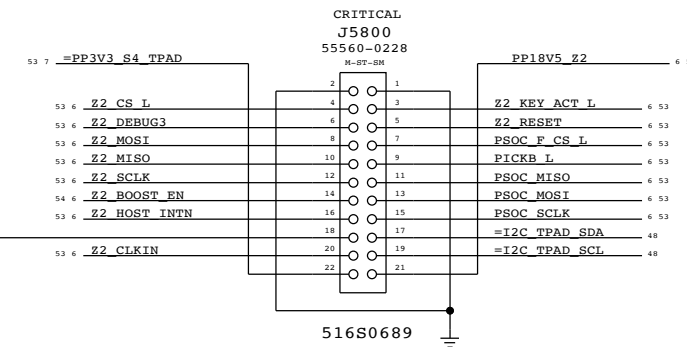 CRITICAL
J5800
55560-0228
M-ST-SM
53 7 =PP3V3_S4_TPAD
PP18V5_Z2 6
2 1
53 6 Z2_CS_L 4 3 Z2_KEY_ACT_L 6 53
53 6 Z2_DEBUG3 6 5 Z2_RESET 6 53
53 6 Z2_MOSI 8 7 PSOC_F_CS_L 6 53
53 6 Z2_MISO 10 9 PICKB_L 6 53
53 6 Z2_SCLK 12 11 PSOC_MISO 6 53
54 6 Z2_BOOST_EN 14 13 PSOC_MOSI 6 53
53 6 Z2_HOST_INTN 16 15 PSOC_SCLK 6 53
18 17 =I2C_TPAD_SDA 48
53 6 Z2_CLKIN 20 19 =I2C_TPAD_SCL 48
22 21
516S0689